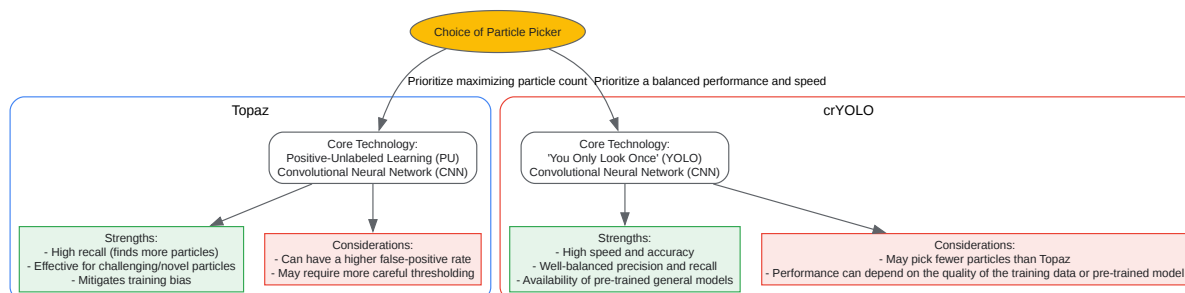 Choice of Particle Picker
Prioritize maximizing particle count
Prioritize a balanced performance and speed
Topaz
crYOLO
Core Technology:
Positive-Unlabeled Learning (PU)
Convolutional Neural Network (CNN)
Core Technology:
'You Only Look Once' (YOLO)
Convolutional Neural Network (CNN)
Strengths:
- High recall (finds more particles)
- Effective for challenging/novel particles
- Mitigates training bias
Considerations:
- Can have a higher false-positive rate
- May require more careful thresholding
Strengths:
- High speed and accuracy
- Well-balanced precision and recall
- Availability of pre-trained general models
Considerations:
- May pick fewer particles than Topaz
- Performance can depend on the quality of the training data or pre-trained model